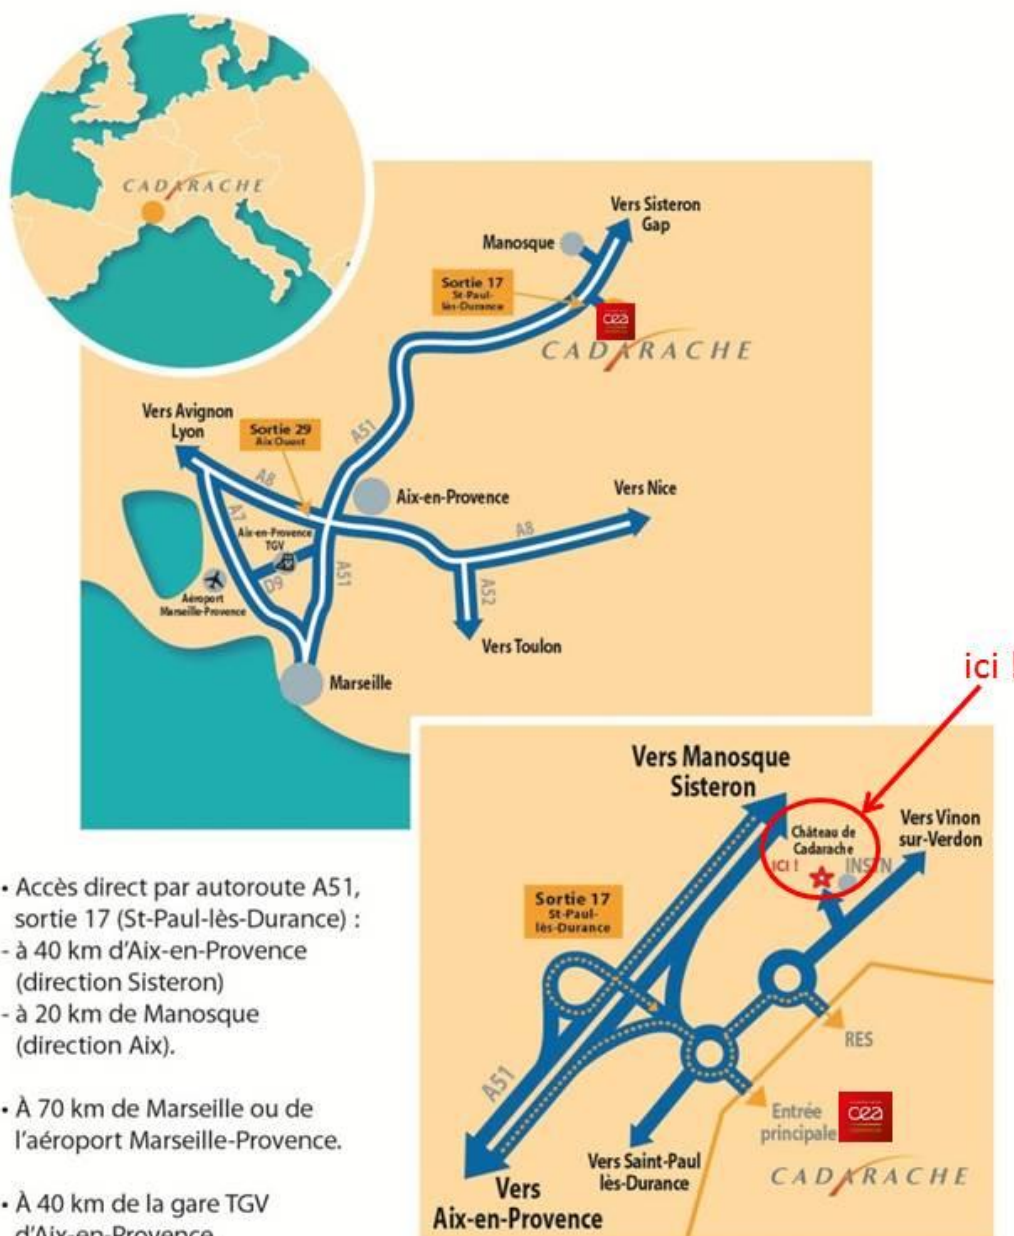 CADARACHE
Vers Sisteron
Gap
Manosque
Sortie 17
St-Paul-
lès-Durance
cea
CADARACHE
Vers Avignon
Lyon
Sortie 29
Aix Ouest
A51
A8
Aix-en-Provence
Vers Nice
A7
Aix-en-Provence
TGV
A8
D9
A51
A52
Aéroport
Marseille-Provence
Vers Toulon
Marseille
ici !
Vers Manosque
Sisteron
Château de
Cadarache
ICI !
INSTN
Vers Vinon
sur-Verdon
Sortie 17
St-Paul-
lès-Durance
RES
A51
Entrée
principale
cea
CADARACHE
Vers Saint-Paul
lès-Durance
Vers
Aix-en-Provence
• Accès direct par autoroute A51,
sortie 17 (St-Paul-lès-Durance) :
- à 40 km d'Aix-en-Provence
(direction Sisteron)
- à 20 km de Manosque
(direction Aix).
• À 70 km de Marseille ou de
l'aéroport Marseille-Provence.
• À 40 km de la gare TGV
d'Aix-en-Provence